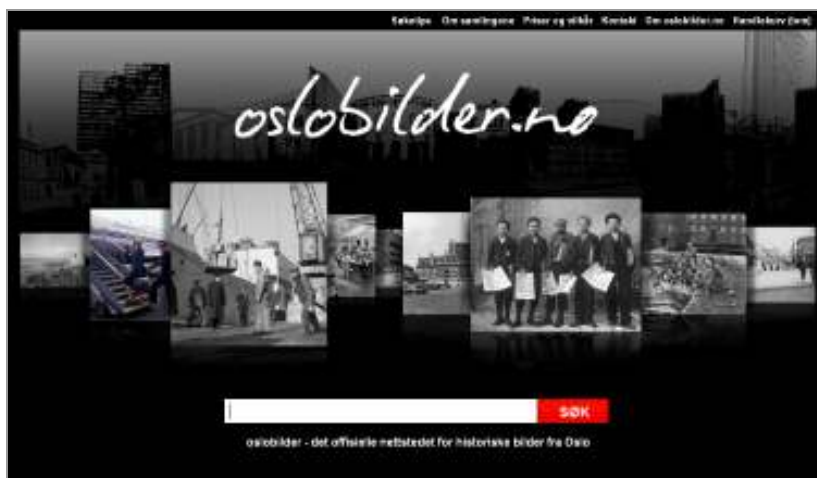 Søketips Om samlingene Priser og vilkår Kontakt Om oslobilder.no Handlekurv (tom)
oslobilder.no
SØK
oslobilder - det offisielle nettstedet for historiske bilder fra Oslo